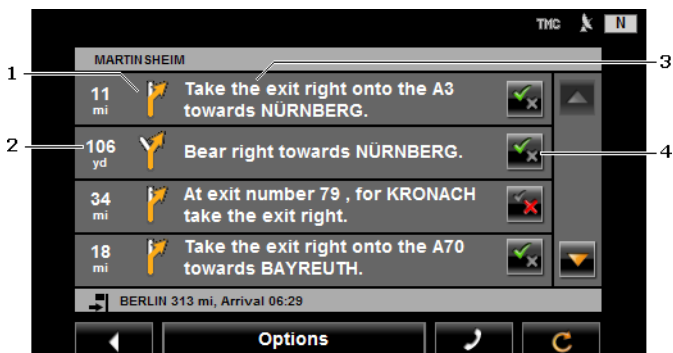 TMC N
MARTINSHEIM
1
3
11
mi
Take the exit right onto the A3
towards NÜRNBERG.
2
106
yd
Bear right towards NÜRNBERG.
4
34
mi
At exit number 79 , for KRONACH
take the exit right.
18
mi
Take the exit right onto the A70
towards BAYREUTH.
BERLIN 313 mi, Arrival 06:29
Options